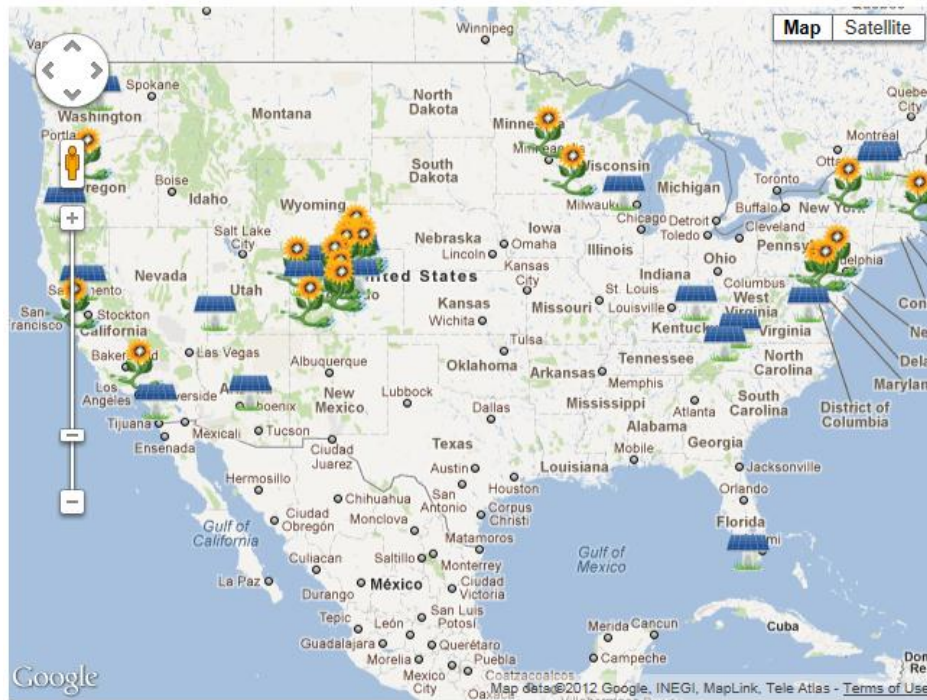 Winnipeg
Map
Satellite
Spokane
Washington
Montana
North
Dakota
Quebec
City
Montréal
Minneapolis
Wisconsin
South
Dakota
Boise
Idaho
Wyoming
Michigan
Toronto
Buffalo
New York
Milwaukee
Chicago
Detroit
Toledo
Cleveland
Salt Lake
City
Nebraska
Iowa
Omaha
Lincoln
Illinois
Ohio
Indiana
Columbus
Nevada
Utah
United States
Kansas
City
St. Louis
Missouri
Louisville
West
Virginia
San
Francisco
Stockton
California
Kansas
Wichita
Kentucky
Virginia
Las Vegas
Tulsa
Albuquerque
Oklahoma
Tennessee
North
Carolina
Los
Angeles
New
Mexico
Lubbock
Arkansas
Memphis
Mississippi
Atlanta
South
Carolina
Alabama
Georgia
District of
Columbia
Maryland
Tijuana
Mexicali
Tucson
Dallas
Ensenada
Ciudad
Juarez
Texas
Mobile
Austin
Louisiana
Jacksonville
Hermosillo
San
Antonio
Houston
Orlando
Chihuahua
Corpus
Christi
Ciudad
Obregón
Monclova
Florida
Gulf of
California
Matamoros
Culiacan
Saltillo
Monterrey
Gulf of
Mexico
La Paz
Durango
México
Ciudad
Victoria
Tepic
León
San Luis
Potosí
Merida
Cancun
Cuba
Guadalajara
Querétaro
Morelia
Puebla
Campeche
Mexico
City
Coatzacoalcos
Oaxaca
Google
Map data ©2012 Google, INEGI, MapLink, Tele Atlas - Terms of Use